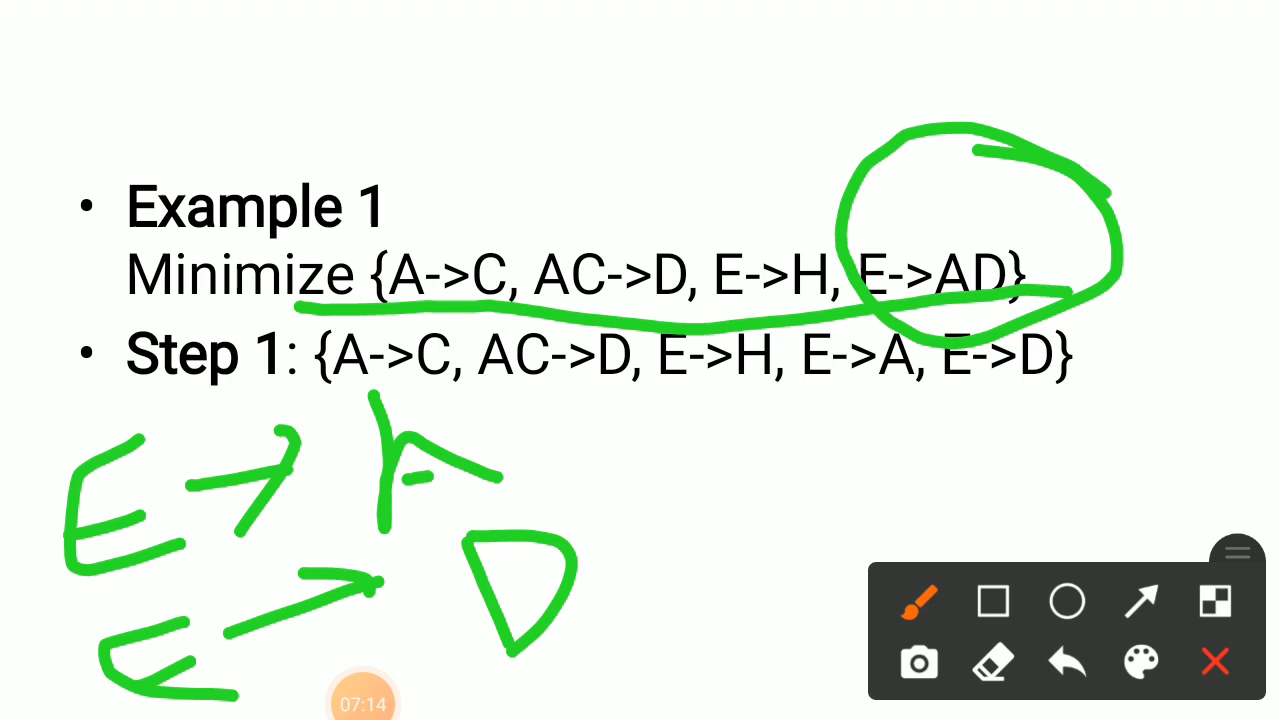 • Example 1
Minimize {A->C, AC->D, E->H, E->AD}
• Step 1: {A->C, AC->D, E->H, E->A, E->D}
E → A
E → D
07:14